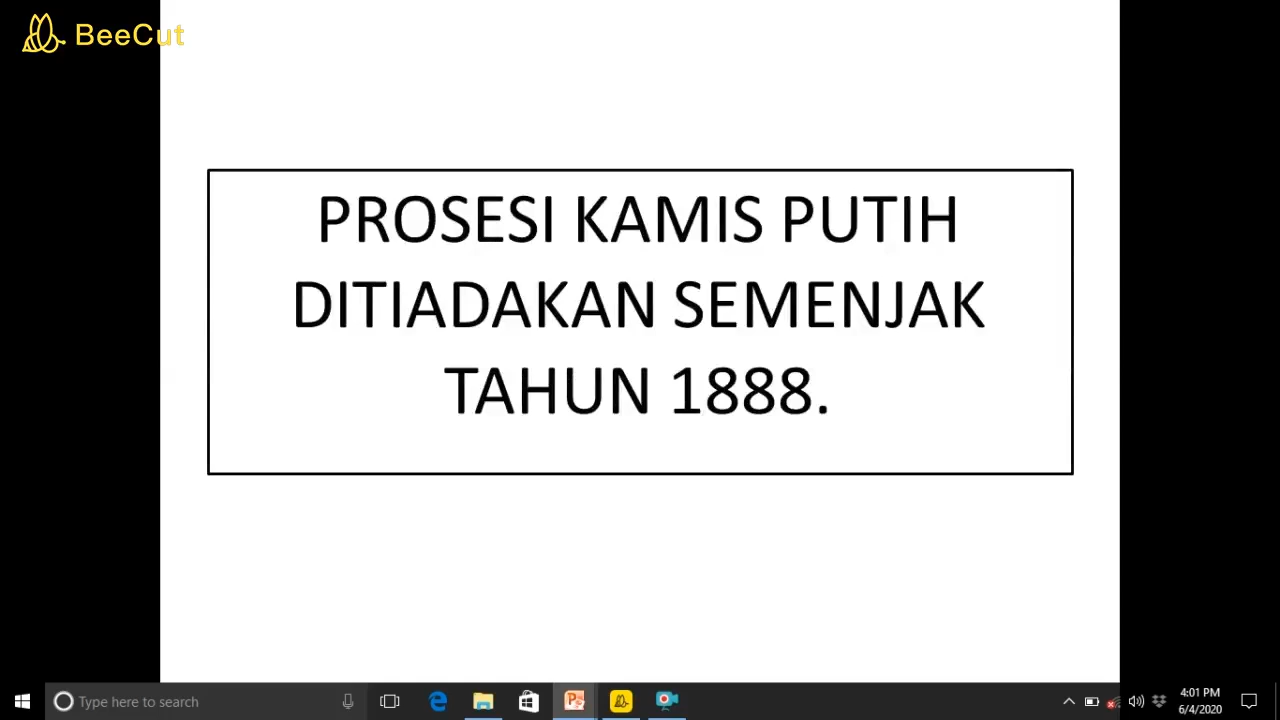 BeeCut
PROSESI KAMIS PUTIH
DITIADAKAN SEMENJAK
TAHUN 1888.
Type here to search
4:01 PM
6/4/2020